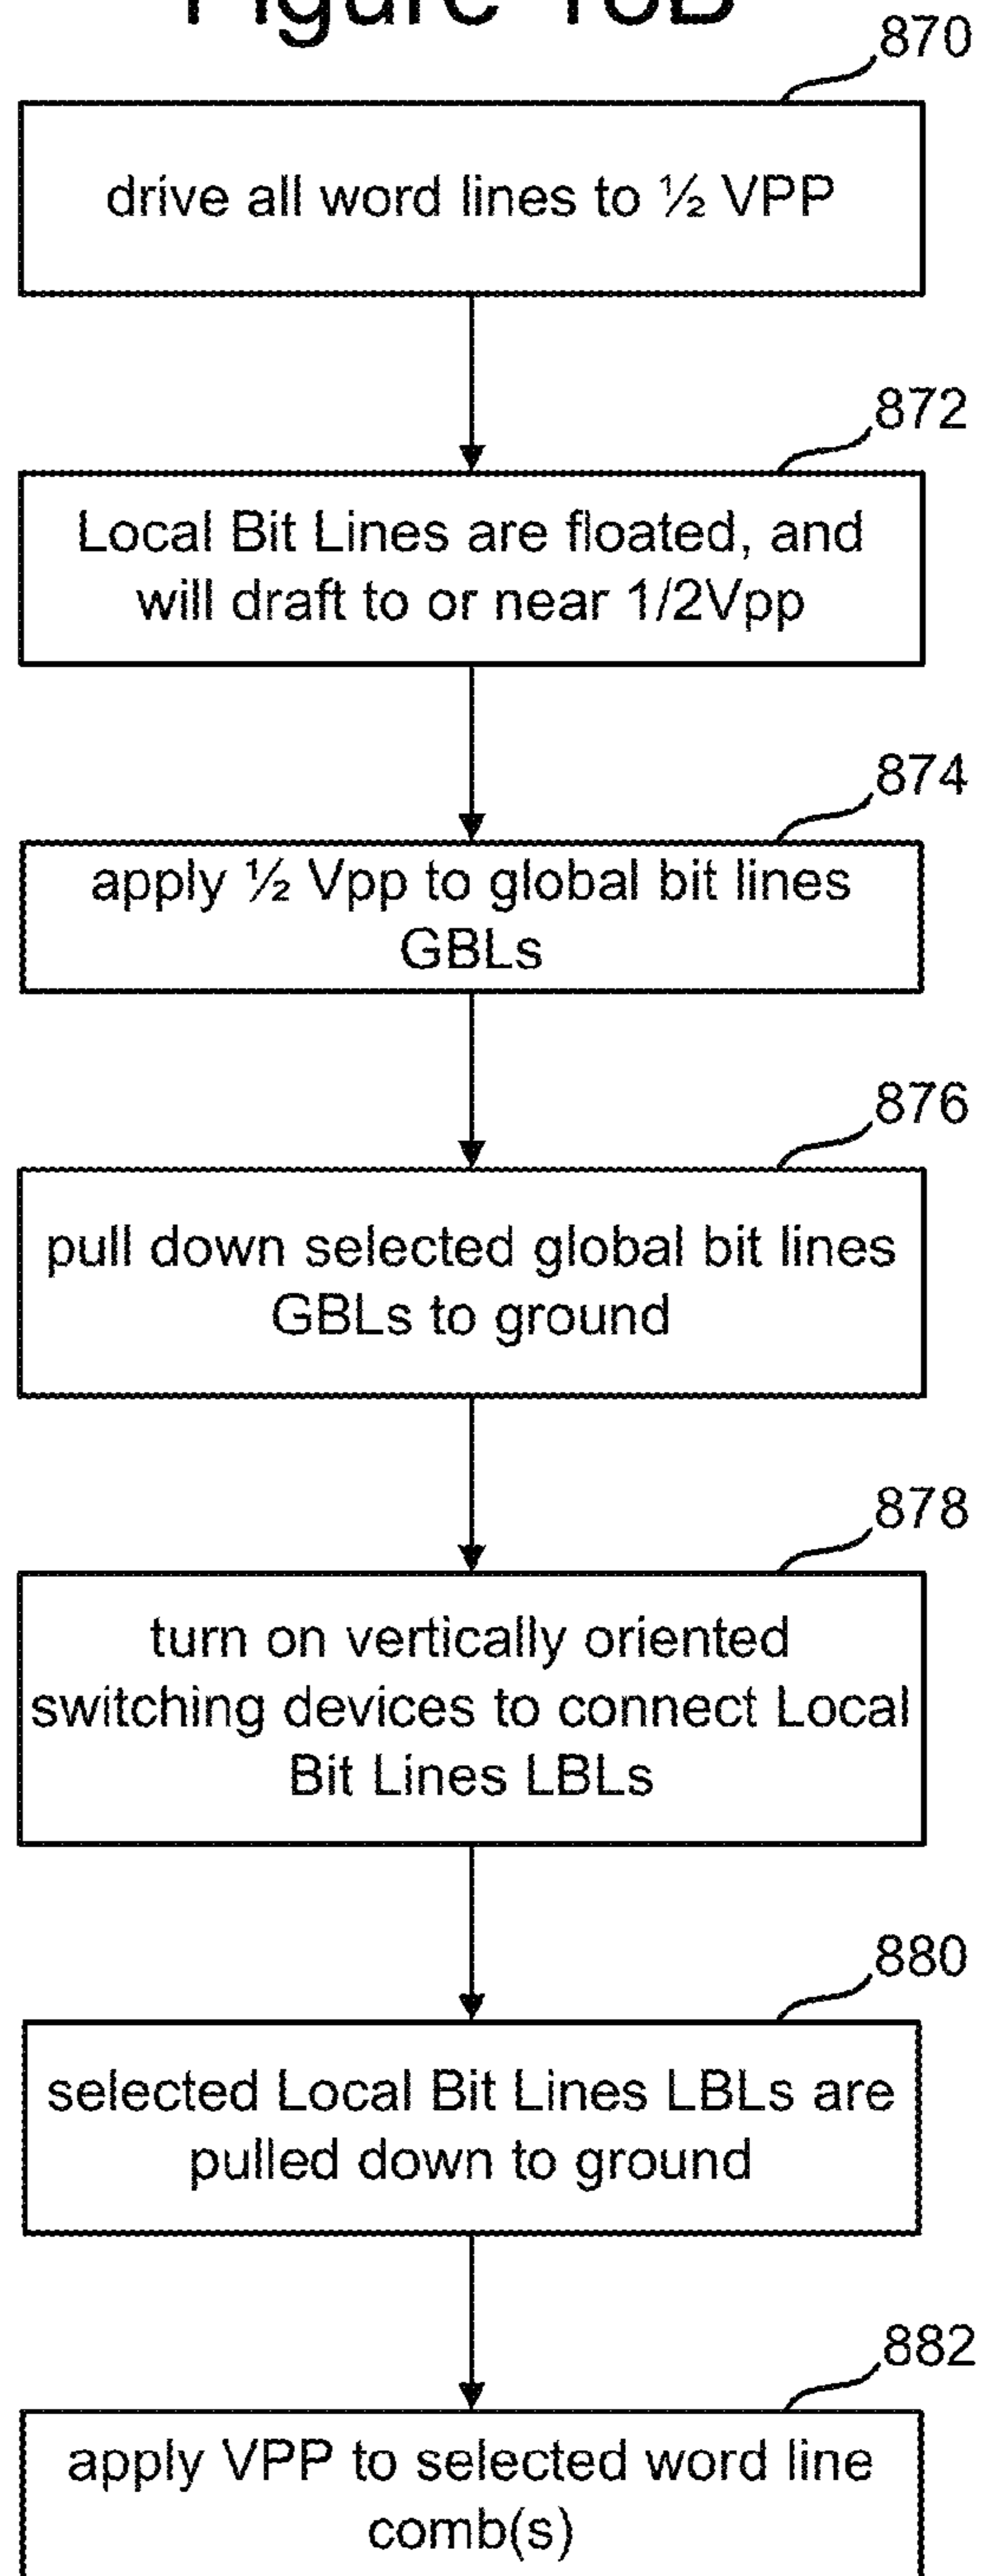 870
drive all word lines to ½ VPP
872
Local Bit Lines are floated, and
will draft to or near 1/2Vpp
874
apply ½ Vpp to global bit lines
GBLs
876
pull down selected global bit lines
GBLs to ground
878
turn on vertically oriented
switching devices to connect Local
Bit Lines LBLs
880
selected Local Bit Lines LBLs are
pulled down to ground
882
apply VPP to selected word line
comb(s)